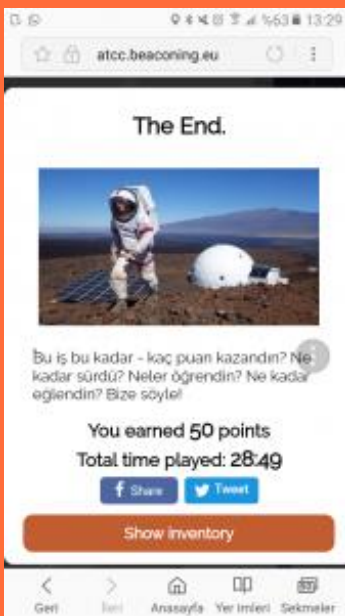 %63 13:29
atcc.beaconing.eu
The End.
Bu iş bu kadar - kaç puan kazandın? Ne
kadar sürdü? Neler öğrendin? Ne kadar
eğlendin? Bize söyle!
You earned 50 points
Total time played: 28:49
f Share
Tweet
Show inventory
Geri İleri Anasayfa Yer imleri Sekmeler